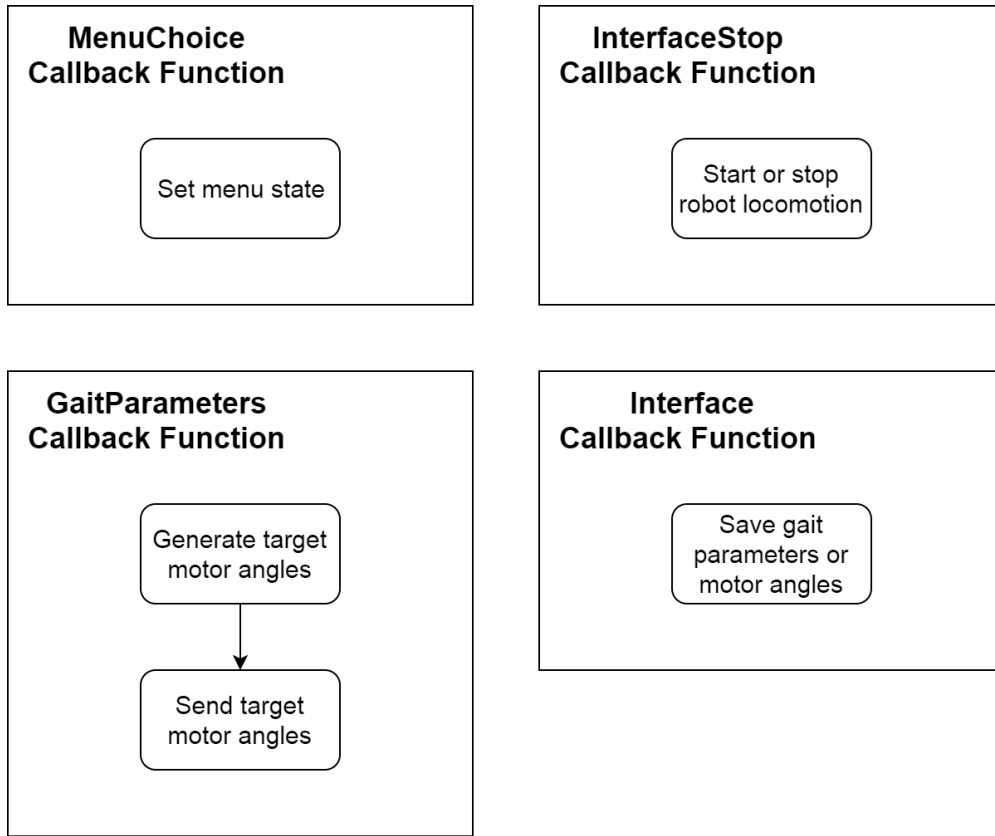 MenuChoice
Callback Function
Set menu state
InterfaceStop
Callback Function
Start or stop
robot locomotion
GaitParameters
Callback Function
Generate target
motor angles
Send target
motor angles
Interface
Callback Function
Save gait
parameters or
motor angles